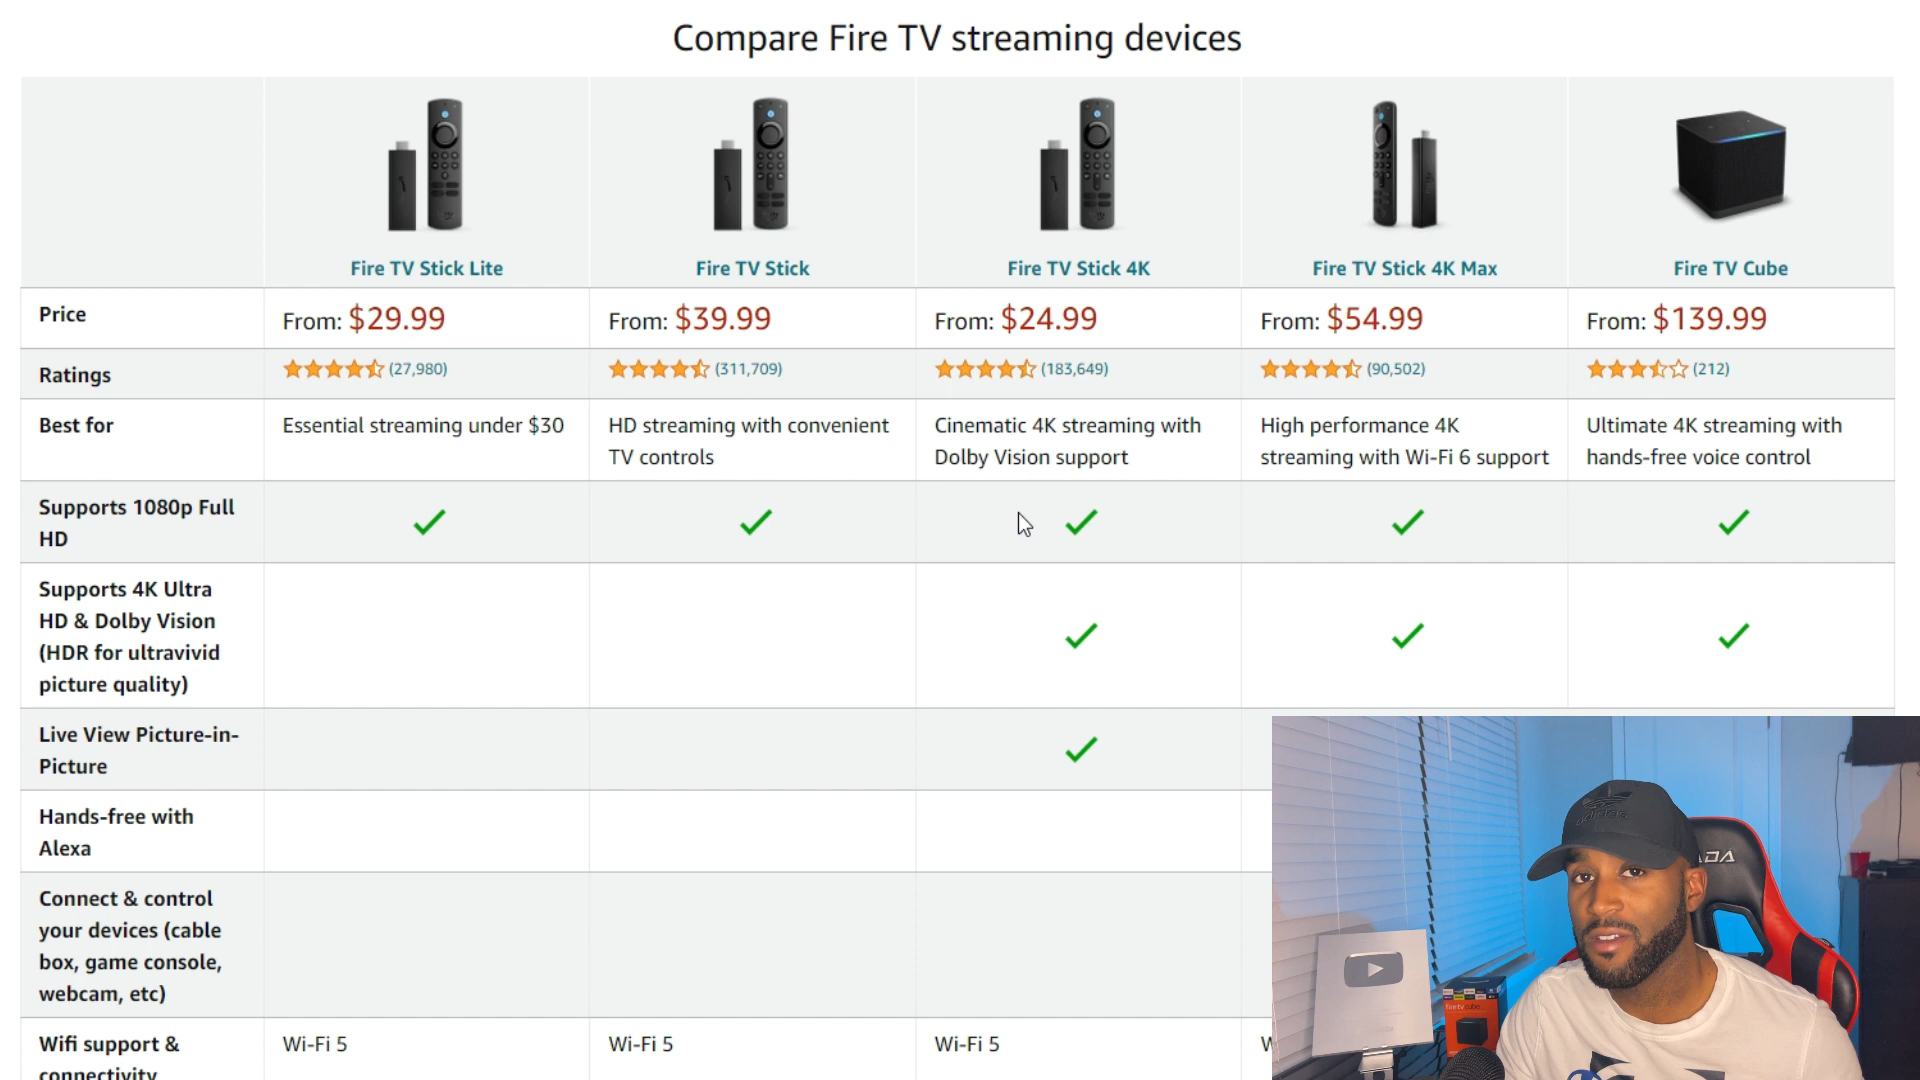 Compare Fire TV streaming devices
Fire TV Stick Lite
Fire TV Stick
Fire TV Stick 4K
Fire TV Stick 4K Max
Fire TV Cube
Price
From: $29.99
From: $39.99
From: $24.99
From: $54.99
From: $139.99
Ratings
(27,980)
(311,709)
(183,649)
(90,502)
(212)
Best for
Essential streaming under $30
HD streaming with convenient
TV controls
Cinematic 4K streaming with
Dolby Vision support
High performance 4K
streaming with Wi-Fi 6 support
Ultimate 4K streaming with
hands-free voice control
Supports 1080p Full
HD
Supports 4K Ultra
HD & Dolby Vision
(HDR for ultravivid
picture quality)
Live View Picture-in-
Picture
Hands-free with
Alexa
Connect & control
your devices (cable
box, game console,
webcam, etc)
Wifi support &
connectivity
Wi-Fi 5
Wi-Fi 5
Wi-Fi 5
adidas
fire tv cube